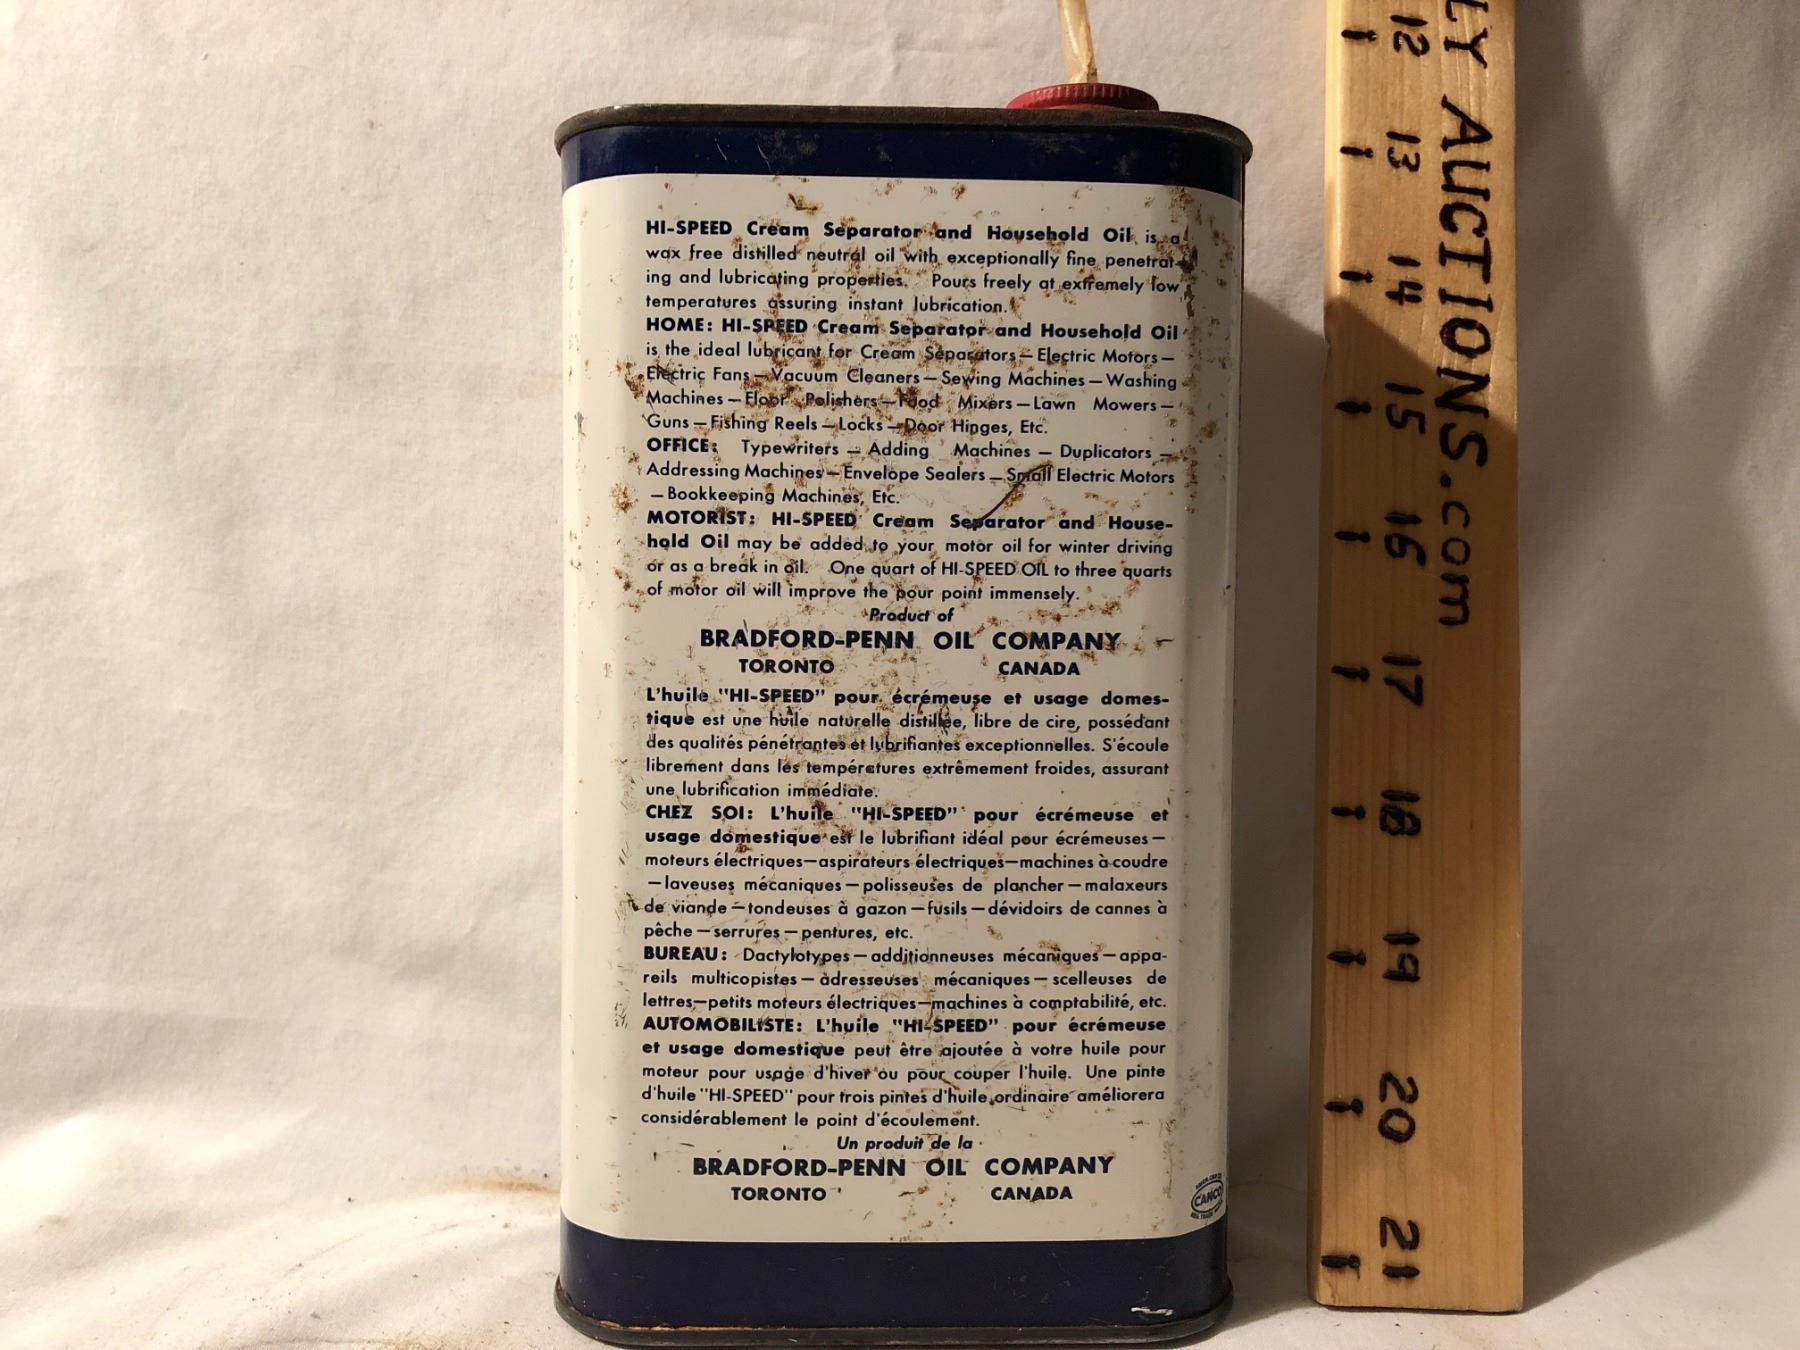 HI-SPEED Cream Separator and Household Oil is a
wax free distilled neutral oil with exceptionally fine penetrat-
ing and lubricating properties. Pours freely at extremely low
temperatures assuring instant lubrication.
HOME: HI-SPEED Cream Separator and Household Oil
is the ideal lubricant for Cream Separators — Electric Motors —
Electric Fans — Vacuum Cleaners — Sewing Machines — Washing
Machines — Floor Polishers — Food Mixers — Lawn Mowers —
Guns — Fishing Reels — Locks — Door Hinges, Etc.
OFFICE: Typewriters — Adding Machines — Duplicators —
Addressing Machines — Envelope Sealers — Small Electric Motors
— Bookkeeping Machines, Etc.
MOTORIST: HI-SPEED Cream Separator and House-
hold Oil may be added to your motor oil for winter driving
or as a break in oil. One quart of HI-SPEED OIL to three quarts
of motor oil will improve the pour point immensely.
Product of
BRADFORD-PENN OIL COMPANY
TORONTO CANADA
L'huile "HI-SPEED" pour écrémeuse et usage domes-
tique est une huile naturelle distillée, libre de cire, possédant
des qualités pénétrantes et lubrifiantes exceptionnelles. S'écoule
librement dans les températures extrêmement froides, assurant
une lubrification immédiate.
CHEZ SOI: L'huile "HI-SPEED" pour écrémeuse et
usage domestique est le lubrifiant idéal pour écrémeuses —
moteurs électriques—aspirateurs électriques—machines à coudre
— laveuses mécaniques — polisseuses de plancher — malaxeurs
de viande — tondeuses à gazon — fusils — dévidoirs de cannes à
pêche — serrures — pentures, etc.
BUREAU: Dactylotypes — additionneuses mécaniques — appa-
reils multicopistes — adresseuses mécaniques — scelleuses de
lettres—petits moteurs électriques—machines à comptabilité, etc.
AUTOMOBILISTE: L'huile "HI-SPEED" pour écrémeuse
et usage domestique peut être ajoutée à votre huile pour
moteur pour usage d'hiver ou pour couper l'huile. Une pinte
d'huile "HI-SPEED" pour trois pintes d'huile ordinaire améliorera
considérablement le point d'écoulement.
Un produit de la
BRADFORD-PENN OIL COMPANY
TORONTO CANADA
CANCO
LLY AUCTIONS.com
12
13
14
15
16
17
18
19
20
21